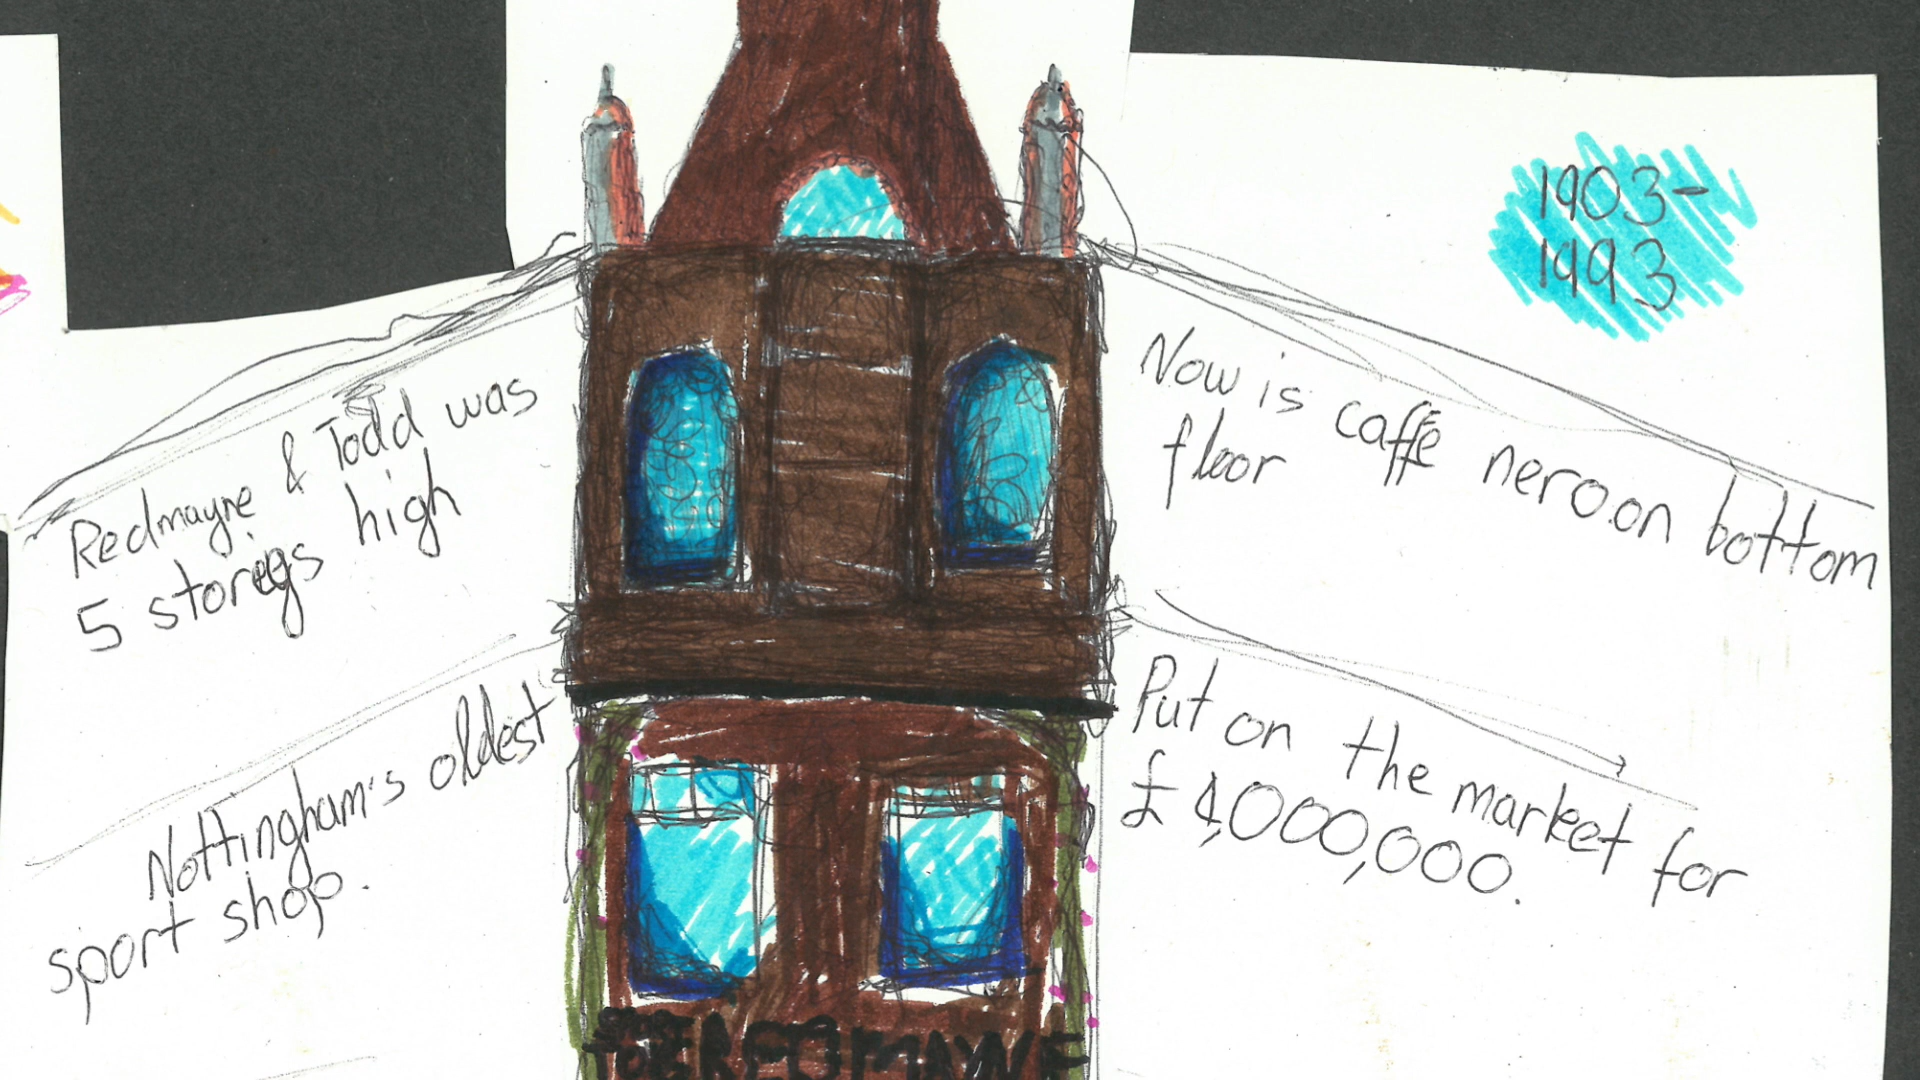 1903-
1993
Redmayne & Todd was
5 storeys high
Now is caffe nero on bottom
floor
Nottingham's oldest
sport shop.
Put on the market for
£4,000,000.
REDMAYNE